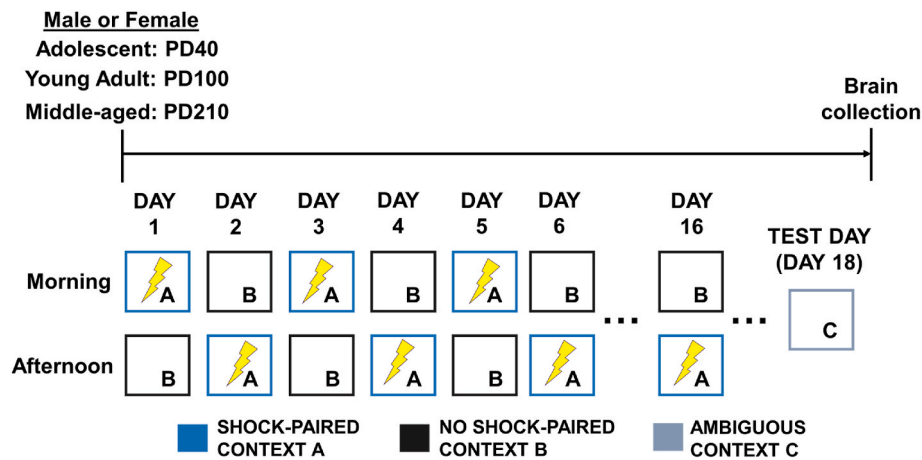 Male or Female
Adolescent: PD40
Young Adult: PD100
Middle-aged: PD210
Brain
collection
DAY
1
DAY
2
DAY
3
DAY
4
DAY
5
DAY
6
DAY
16
TEST DAY
(DAY 18)
Morning
A
B
A
B
A
B
...
B
...
C
Afternoon
B
A
B
A
B
A
A
SHOCK-PAIRED
CONTEXT A
NO SHOCK-PAIRED
CONTEXT B
AMBIGUOUS
CONTEXT C